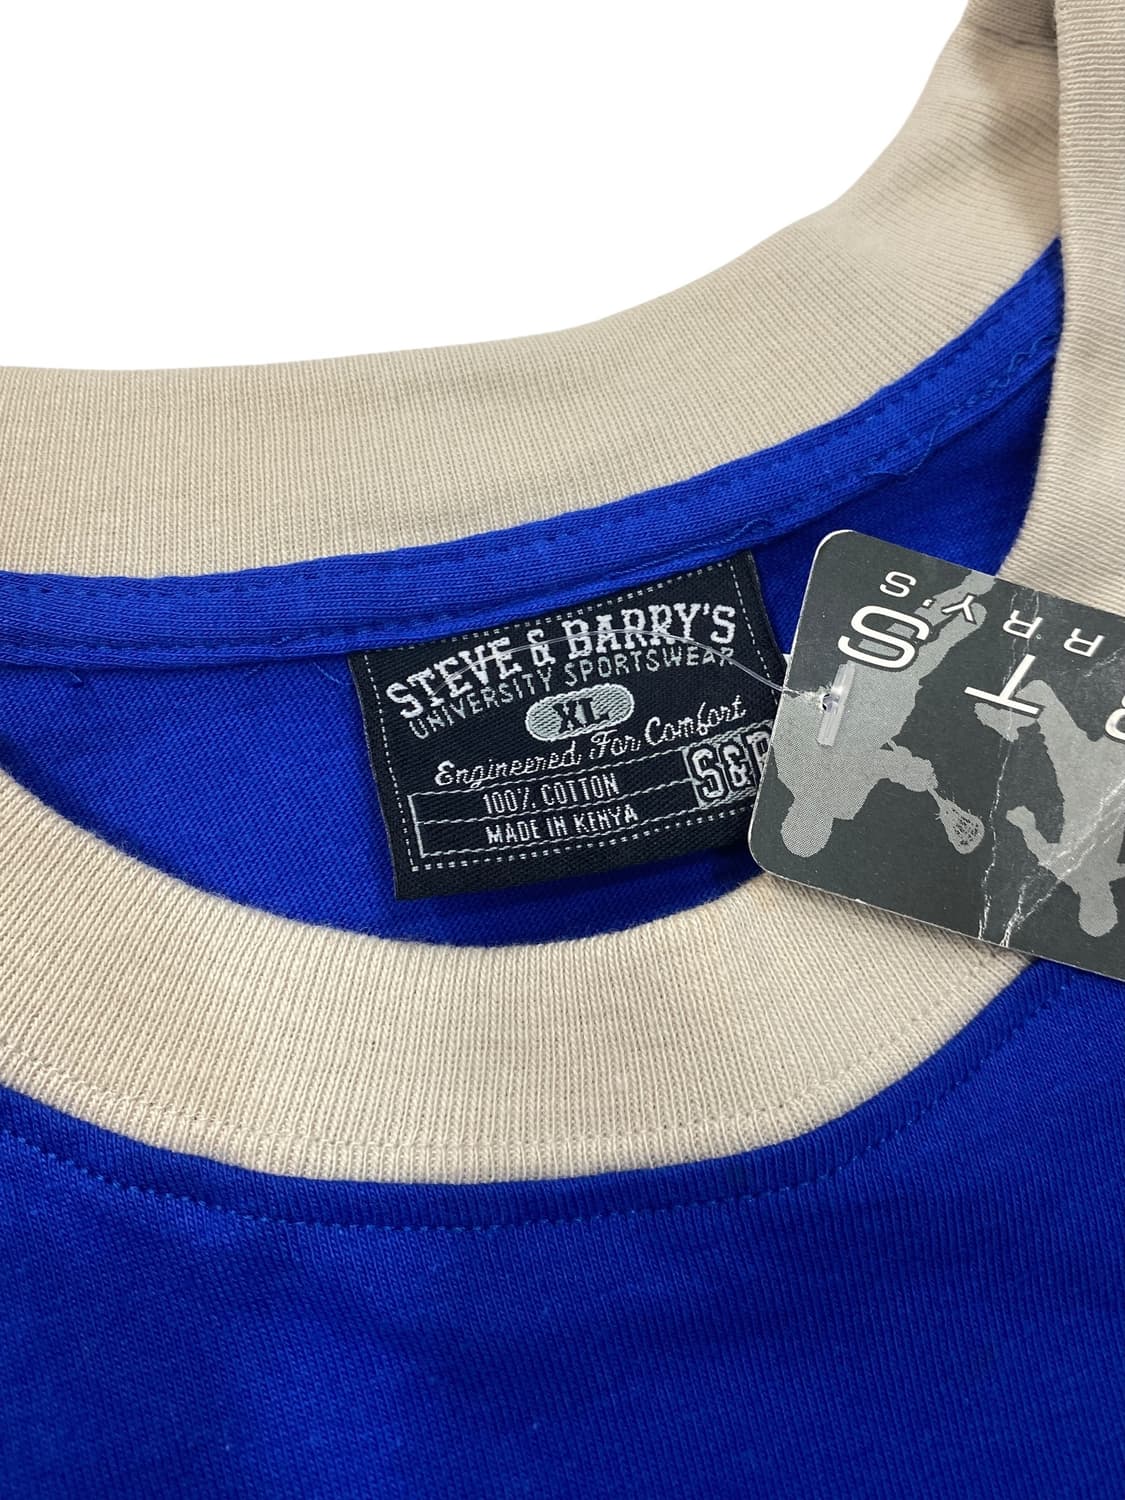 STEVE & BARRY'S
UNIVERSITY SPORTSWEAR
XL
Engineered For Comfort
S&B
100% COTTON
MADE IN KENYA